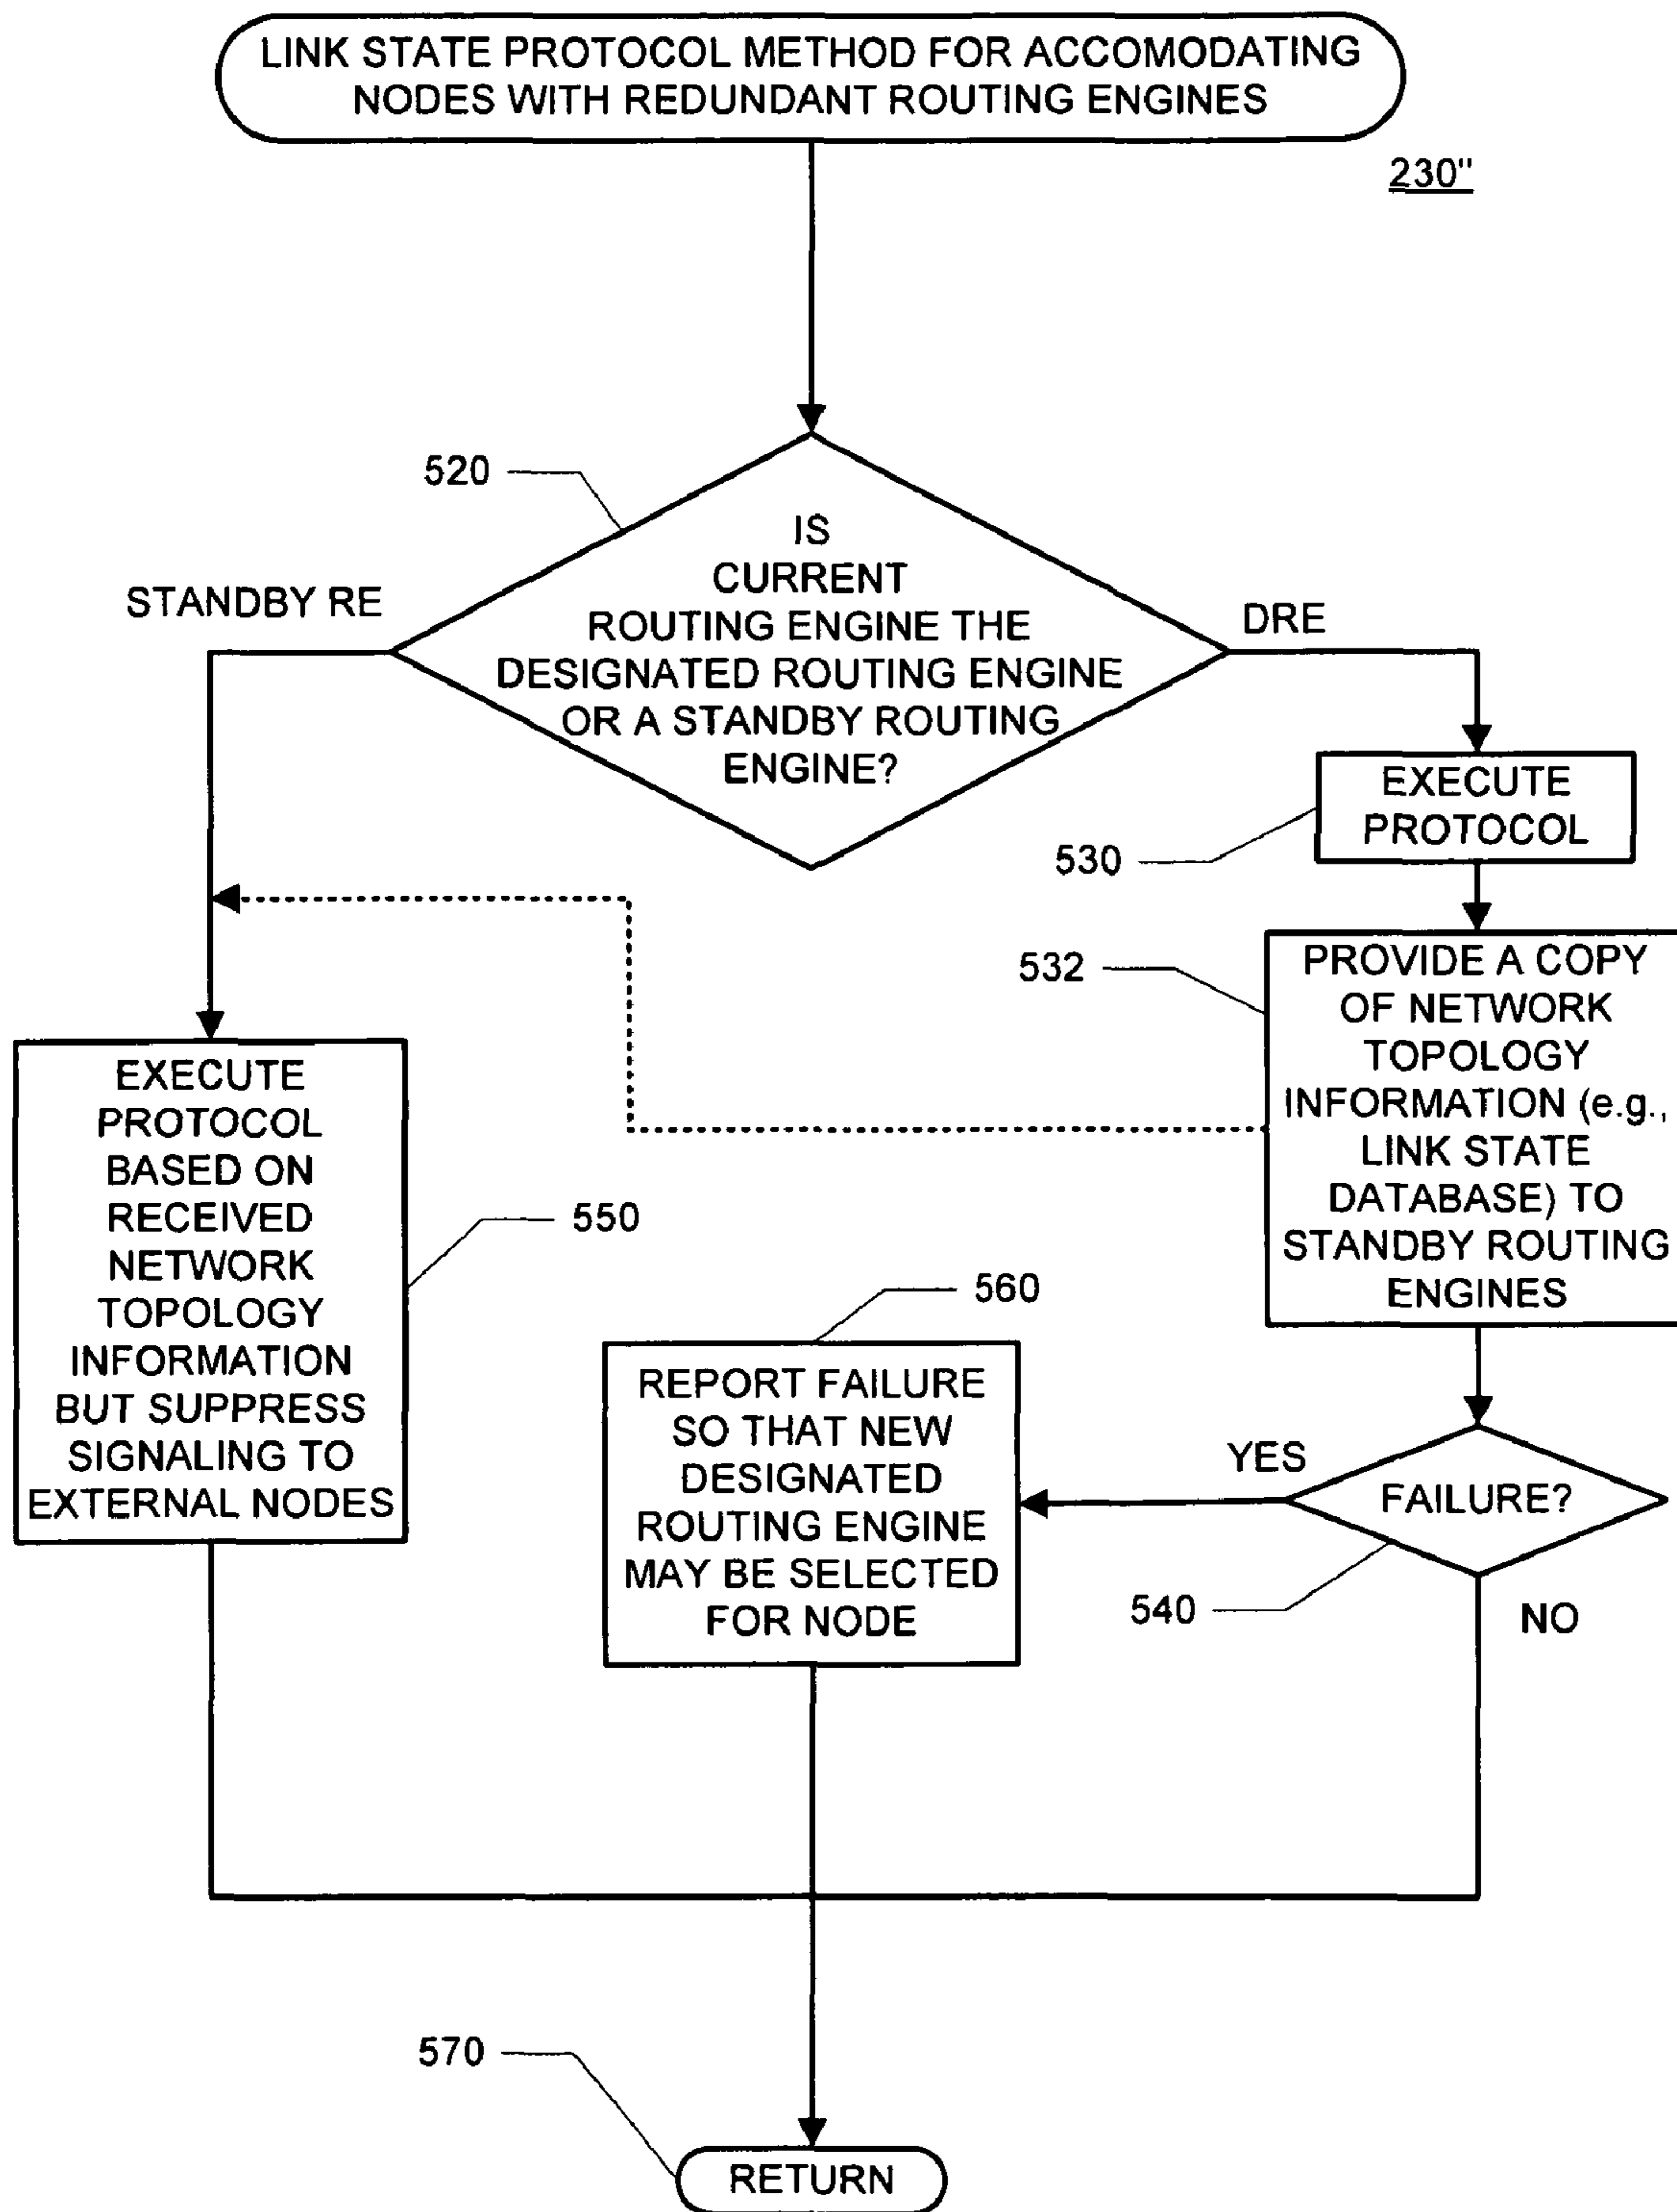 LINK STATE PROTOCOL METHOD FOR ACCOMODATING
NODES WITH REDUNDANT ROUTING ENGINES
230"
520
IS
CURRENT
ROUTING ENGINE THE
DESIGNATED ROUTING ENGINE
OR A STANDBY ROUTING
ENGINE?
STANDBY RE
DRE
EXECUTE
PROTOCOL
530
532
PROVIDE A COPY
OF NETWORK
TOPOLOGY
INFORMATION (e.g.,
LINK STATE
DATABASE) TO
STANDBY ROUTING
ENGINES
EXECUTE
PROTOCOL
BASED ON
RECEIVED
NETWORK
TOPOLOGY
INFORMATION
BUT SUPPRESS
SIGNALING TO
EXTERNAL NODES
550
560
REPORT FAILURE
SO THAT NEW
DESIGNATED
ROUTING ENGINE
MAY BE SELECTED
FOR NODE
YES
FAILURE?
540
NO
570
RETURN